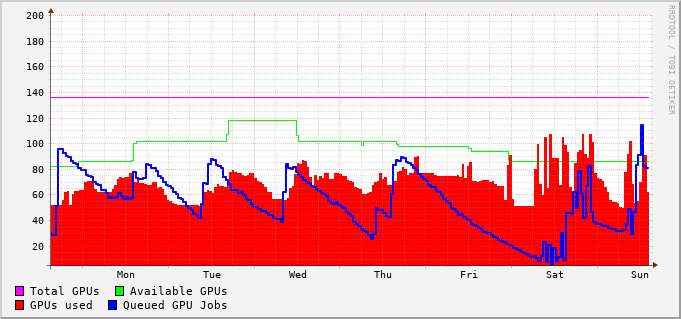 200
180
160
140
120
100
80
60
40
20
RRDTOOL / TOBI OETIKER
Mon Tue Wed Thu Fri Sat Sun
Total GPUs Available GPUs
GPUs used Queued GPU Jobs